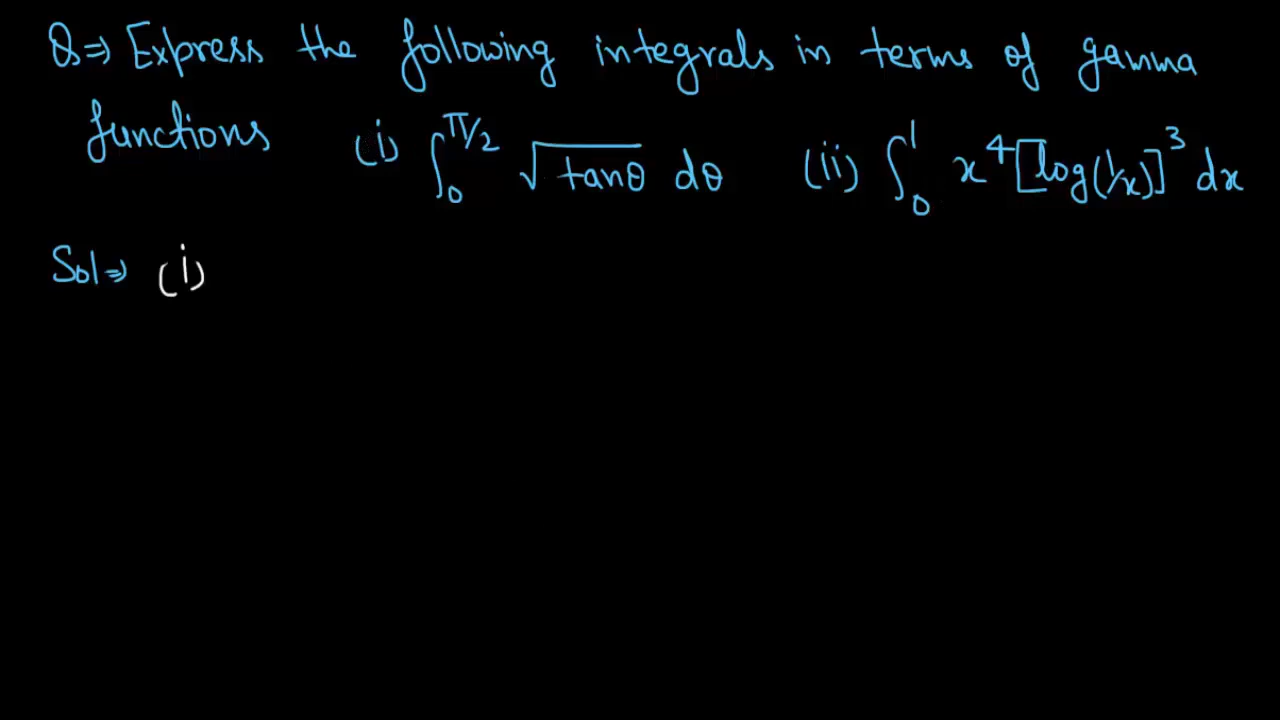 Q⇒ Express the following integrals in terms of gamma
functions (i) ∫₀^π/2 √tanθ dθ (ii) ∫₀¹ x⁴[log(1/x)]³ dx
Sol⇒ (i)